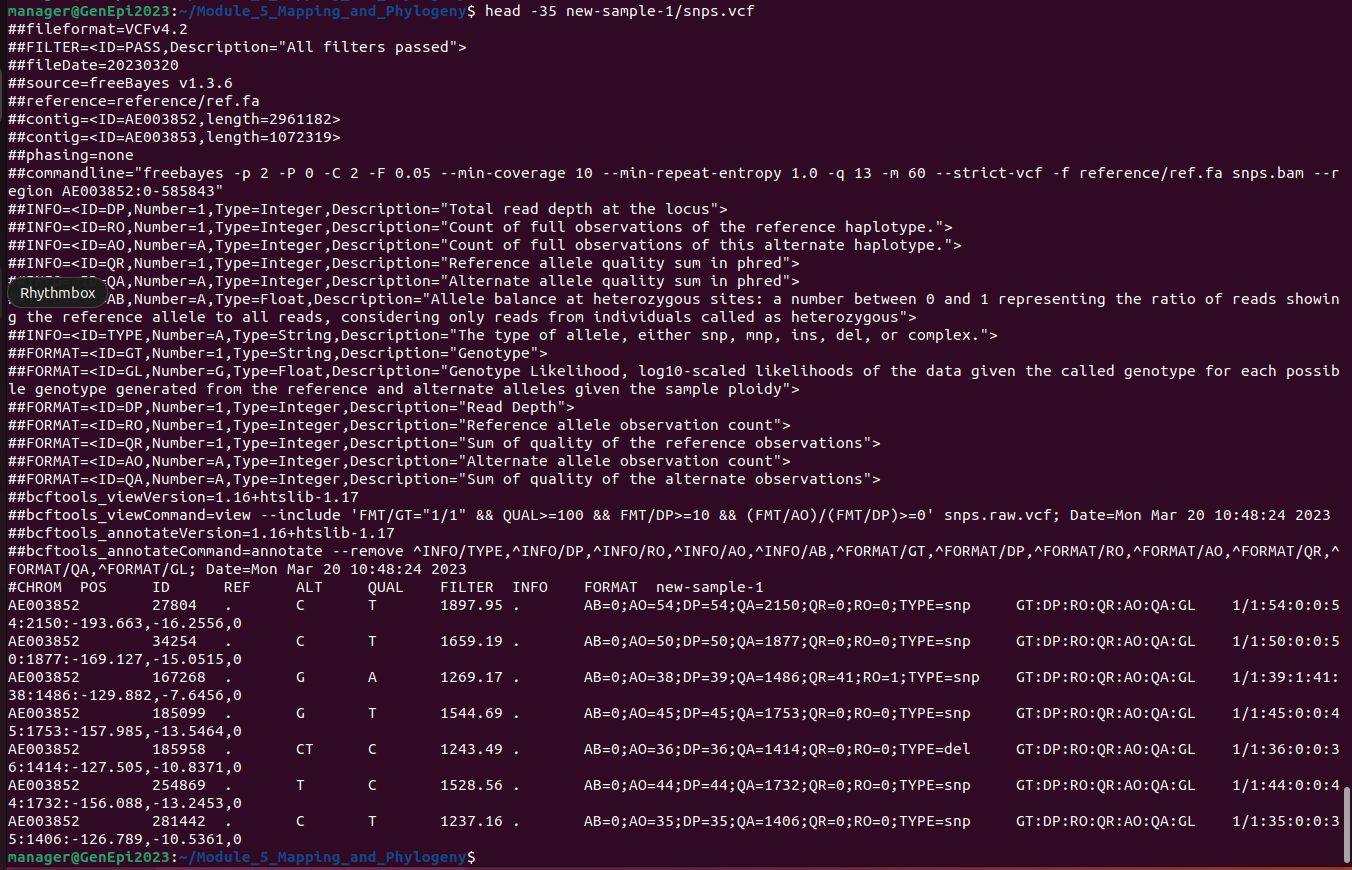 manager@GenEpi2023:~/Module_5_Mapping_and_Phylogeny$ head -35 new-sample-1/snps.vcf
##fileformat=VCFv4.2
##FILTER=<ID=PASS,Description="All filters passed">
##fileDate=20230320
##source=freeBayes v1.3.6
##reference=reference/ref.fa
##contig=<ID=AE003852,length=2961182>
##contig=<ID=AE003853,length=1072319>
##phasing=none
##commandline="freebayes -p 2 -P 0 -C 2 -F 0.05 --min-coverage 10 --min-repeat-entropy 1.0 -q 13 -m 60 --strict-vcf -f reference/ref.fa snps.bam --r
egion AE003852:0-585843"
##INFO=<ID=DP,Number=1,Type=Integer,Description="Total read depth at the locus">
##INFO=<ID=RO,Number=1,Type=Integer,Description="Count of full observations of the reference haplotype.">
##INFO=<ID=AO,Number=A,Type=Integer,Description="Count of full observations of this alternate haplotype.">
##INFO=<ID=QR,Number=1,Type=Integer,Description="Reference allele quality sum in phred">
QA,Number=A,Type=Integer,Description="Alternate allele quality sum in phred">
Rhythmbox
AB,Number=A,Type=Float,Description="Allele balance at heterozygous sites: a number between 0 and 1 representing the ratio of reads showin
g the reference allele to all reads, considering only reads from individuals called as heterozygous">
##INFO=<ID=TYPE,Number=A,Type=String,Description="The type of allele, either snp, mnp, ins, del, or complex.">
##FORMAT=<ID=GT,Number=1,Type=String,Description="Genotype">
##FORMAT=<ID=GL,Number=G,Type=Float,Description="Genotype Likelihood, log10-scaled likelihoods of the data given the called genotype for each possib
le genotype generated from the reference and alternate alleles given the sample ploidy">
##FORMAT=<ID=DP,Number=1,Type=Integer,Description="Read Depth">
##FORMAT=<ID=RO,Number=1,Type=Integer,Description="Reference allele observation count">
##FORMAT=<ID=QR,Number=1,Type=Integer,Description="Sum of quality of the reference observations">
##FORMAT=<ID=AO,Number=A,Type=Integer,Description="Alternate allele observation count">
##FORMAT=<ID=QA,Number=A,Type=Integer,Description="Sum of quality of the alternate observations">
##bcftools_viewVersion=1.16+htslib-1.17
##bcftools_viewCommand=view --include 'FMT/GT="1/1" && QUAL>=100 && FMT/DP>=10 && (FMT/AO)/(FMT/DP)>=0' snps.raw.vcf; Date=Mon Mar 20 10:48:24 2023
##bcftools_annotateVersion=1.16+htslib-1.17
##bcftools_annotateCommand=annotate --remove ^INFO/TYPE,^INFO/DP,^INFO/RO,^INFO/AO,^INFO/AB,^FORMAT/GT,^FORMAT/DP,^FORMAT/RO,^FORMAT/AO,^FORMAT/QR,^
FORMAT/QA,^FORMAT/GL; Date=Mon Mar 20 10:48:24 2023
#CHROM POS ID REF ALT QUAL FILTER INFO FORMAT new-sample-1
AE003852 27804 . C T 1897.95 . AB=0;AO=54;DP=54;QA=2150;QR=0;RO=0;TYPE=snp GT:DP:RO:QR:AO:QA:GL 1/1:54:0:0:5
4:2150:-193.663,-16.2556,0
AE003852 34254 . C T 1659.19 . AB=0;AO=50;DP=50;QA=1877;QR=0;RO=0;TYPE=snp GT:DP:RO:QR:AO:QA:GL 1/1:50:0:0:5
0:1877:-169.127,-15.0515,0
AE003852 167268 . G A 1269.17 . AB=0;AO=38;DP=39;QA=1486;QR=41;RO=1;TYPE=snp GT:DP:RO:QR:AO:QA:GL 1/1:39:1:41:
38:1486:-129.882,-7.6456,0
AE003852 185099 . G T 1544.69 . AB=0;AO=45;DP=45;QA=1753;QR=0;RO=0;TYPE=snp GT:DP:RO:QR:AO:QA:GL 1/1:45:0:0:4
5:1753:-157.985,-13.5464,0
AE003852 185958 . CT C 1243.49 . AB=0;AO=36;DP=36;QA=1414;QR=0;RO=0;TYPE=del GT:DP:RO:QR:AO:QA:GL 1/1:36:0:0:3
6:1414:-127.505,-10.8371,0
AE003852 254869 . T C 1528.56 . AB=0;AO=44;DP=44;QA=1732;QR=0;RO=0;TYPE=snp GT:DP:RO:QR:AO:QA:GL 1/1:44:0:0:4
4:1732:-156.088,-13.2453,0
AE003852 281442 . C T 1237.16 . AB=0;AO=35;DP=35;QA=1406;QR=0;RO=0;TYPE=snp GT:DP:RO:QR:AO:QA:GL 1/1:35:0:0:3
5:1406:-126.789,-10.5361,0
manager@GenEpi2023:~/Module_5_Mapping_and_Phylogeny$